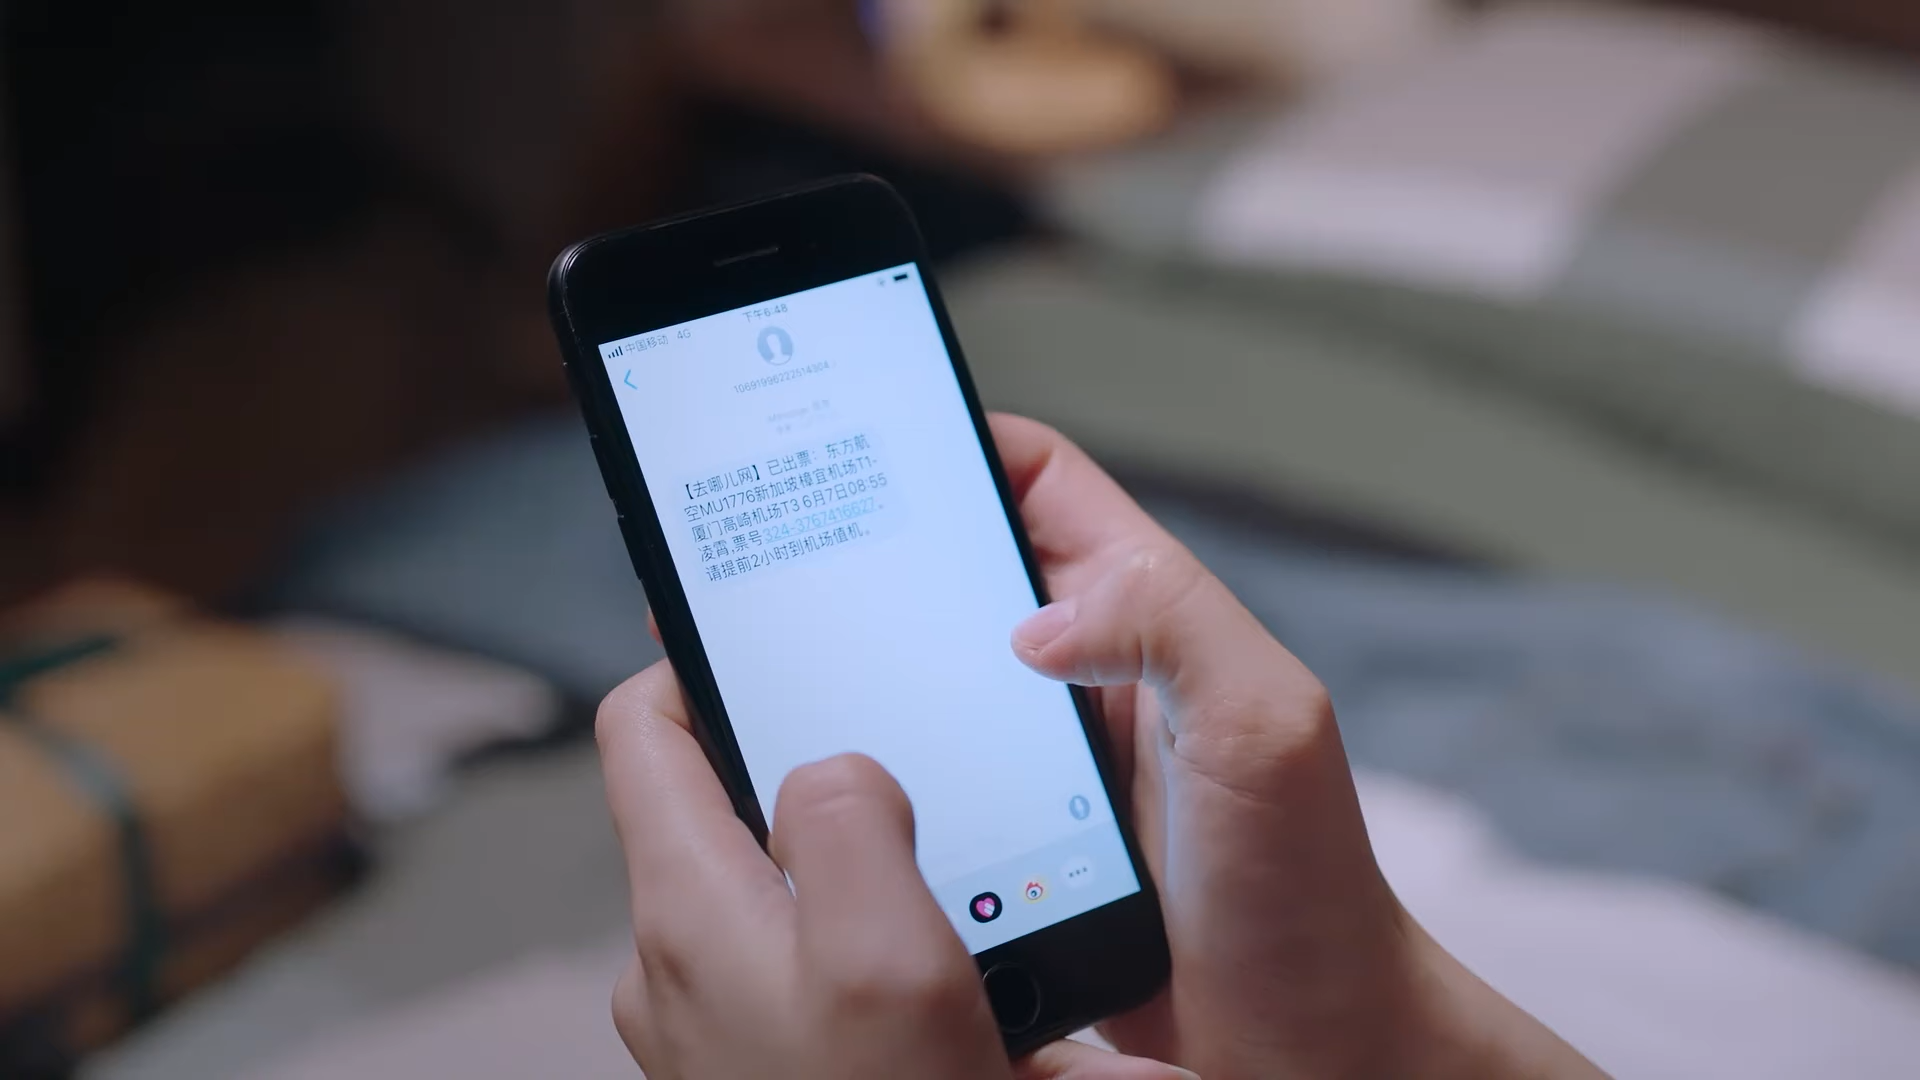 中国移动 4G
下午6:48
10691996222514304
【去哪儿网】已出票：东方航
空MU1776新加坡樟宜机场T1-
厦门高崎机场T3 6月7日08:55
凌霄,票号324-3767416627。
请提前2小时到机场值机。